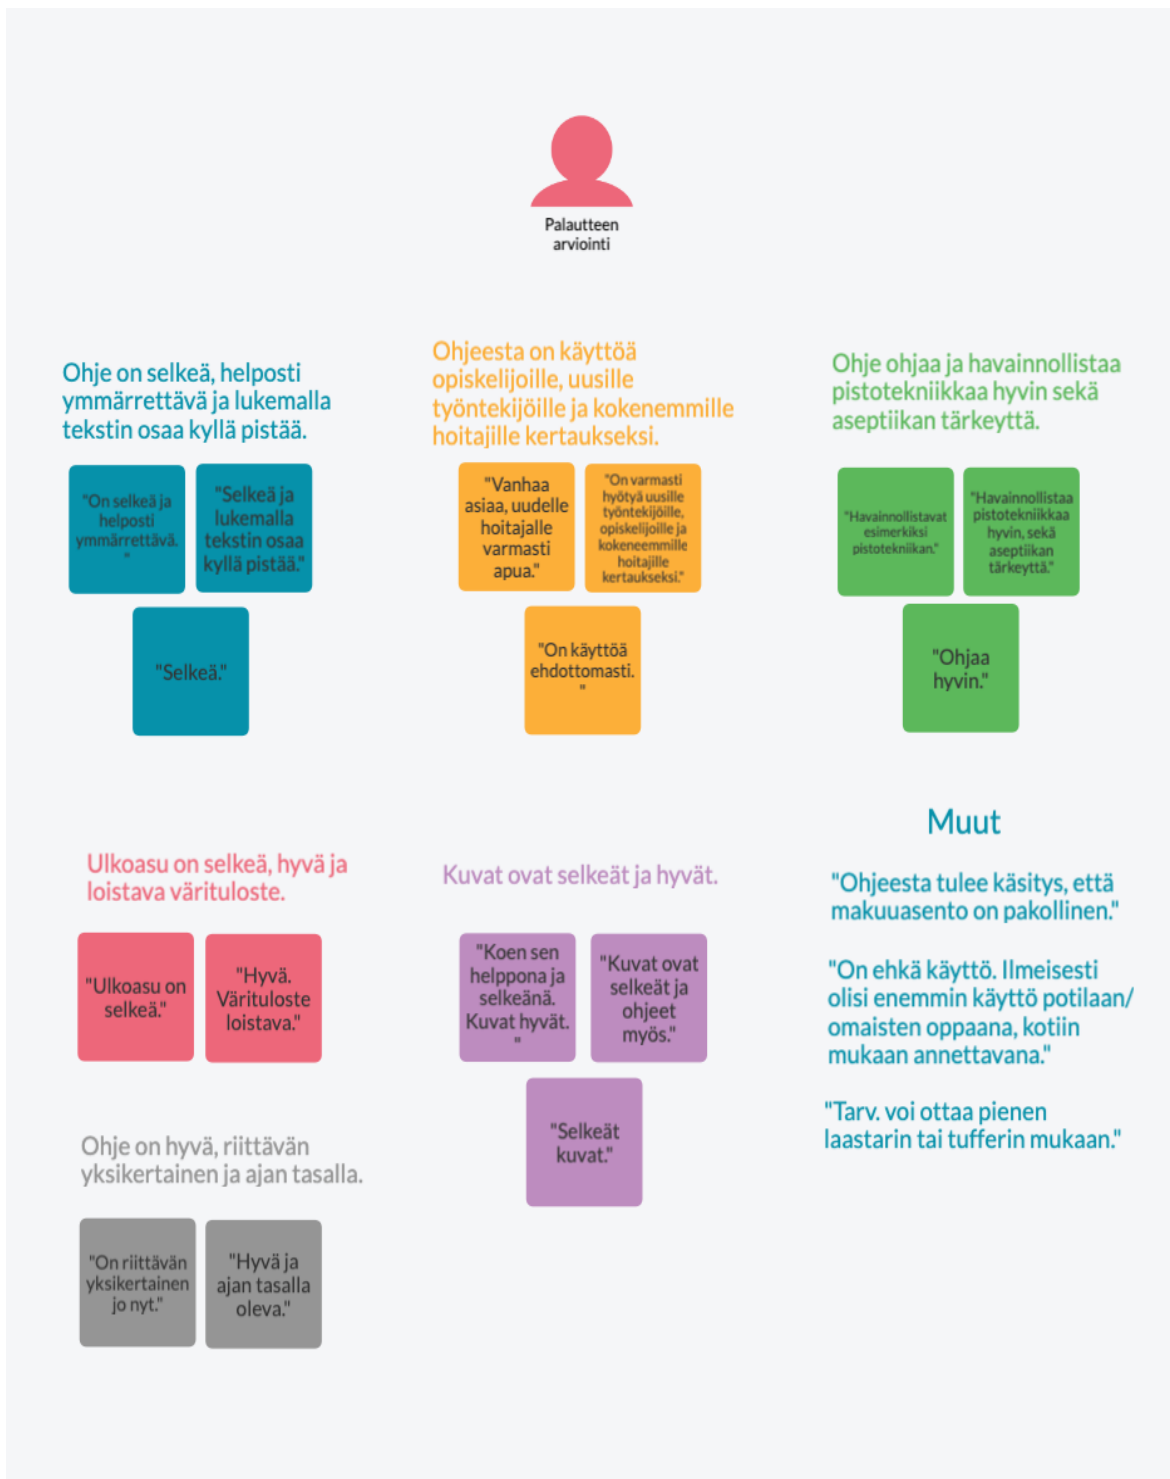 Palautteen
arviointi
Ohje on selkeä, helposti
ymmärrettävä ja lukemalla
tekstin osaa kyllä pistää.
"On selkeä ja
helposti
ymmärrettävä.
"
"Selkeä ja
lukemalla
tekstin osaa
kyllä pistää."
"Selkeä."
Ohjeesta on käyttöä
opiskelijoille, uusille
työntekijöille ja kokenemmille
hoitajille kertaukseksi.
"Vanhaa
asiaa, uudelle
hoitajalle
varmasti
apua."
"On varmasti
hyötyä uusille
työntekijöille,
opiskelijoille ja
kokeneemmille
hoitajille
kertaukseksi."
"On käyttöä
ehdottomasti.
"
Ohje ohjaa ja havainnollistaa
pistotekniikkaa hyvin sekä
aseptiikan tärkeyttä.
"Havainnollistavat
esimerkiksi
pistotekniikan."
"Havainnollistaa
pistotekniikkaa
hyvin, sekä
aseptiikan
tärkeyttä."
"Ohjaa
hyvin."
Ulkoasu on selkeä, hyvä ja
loistava värituloste.
"Ulkoasu on
selkeä."
"Hyvä.
Värituloste
loistava."
Kuvat ovat selkeät ja hyvät.
"Koen sen
helppona ja
selkeänä.
Kuvat hyvät.
"
"Kuvat ovat
selkeät ja
ohjeet
myös."
"Selkeät
kuvat."
Muut
"Ohjeesta tulee käsitys, että
makuuasento on pakollinen."
"On ehkä käyttö. Ilmeisesti
olisi enemmin käyttö potilaan/
omaisten oppaana, kotiin
mukaan annettavana."
"Tarv. voi ottaa pienen
laastarin tai tufferin mukaan."
Ohje on hyvä, riittävän
yksikertainen ja ajan tasalla.
"On riittävän
yksikertainen
jo nyt."
"Hyvä ja
ajan tasalla
oleva."